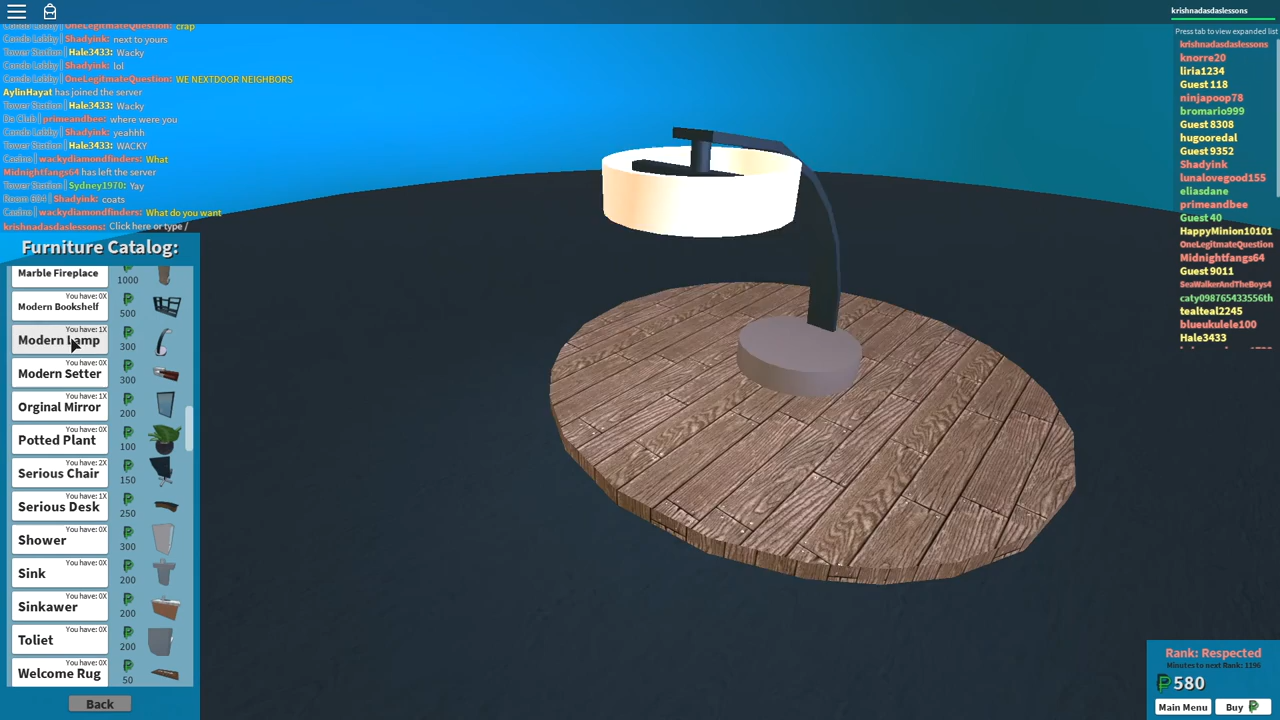 Condo Lobby | OneLegitmateQuestion: crap
Condo Lobby | Shadyink: next to yours
Tower Station | Hale3433: Wacky
Condo Lobby | Shadyink: lol
Condo Lobby | OneLegitmateQuestion: WE NEXTDOOR NEIGHBORS
AylinHayat has joined the server
Tower Station | Hale3433: Wacky
Da Club | primeandbee: where were you
Condo Lobby | Shadyink: yeahhh
Tower Station | Hale3433: WACKY
Casino | wackydiamondfinders: What
Midnightfangs64 has left the server
Tower Station | Sydney1970: Yay
Room 604 | Shadyink: coats
Casino | wackydiamondfinders: What do you want
krishnadasdaslessons: Click here or type /
Furniture Catalog:
Marble Fireplace
1000
You have: 0X
Modern Bookshelf
500
You have: 1X
Modern Lamp
300
You have: 0X
Modern Setter
300
You have: 1X
Orginal Mirror
200
You have: 0X
Potted Plant
100
You have: 2X
Serious Chair
150
You have: 1X
Serious Desk
250
You have: 0X
Shower
300
You have: 0X
Sink
200
You have: 0X
Sinkawer
200
You have: 0X
Toliet
200
You have: 0X
Welcome Rug
50
Back
krishnadasdaslessons
Press tab to view expanded list
krishnadasdaslessons
knorre20
liria1234
Guest 118
ninjapoop78
bromario999
Guest 8308
hugooredal
Guest 9352
Shadyink
lunalovegood155
eliasdane
primeandbee
Guest 40
HappyMinion10101
OneLegitmateQuestion
Midnightfangs64
Guest 9011
SeaWalkerAndTheBoys4
caty098765433556th
tealteal2245
blueukulele100
Hale3433
Rank: Respected
Minutes to next Rank: 1196
580
Main Menu
Buy